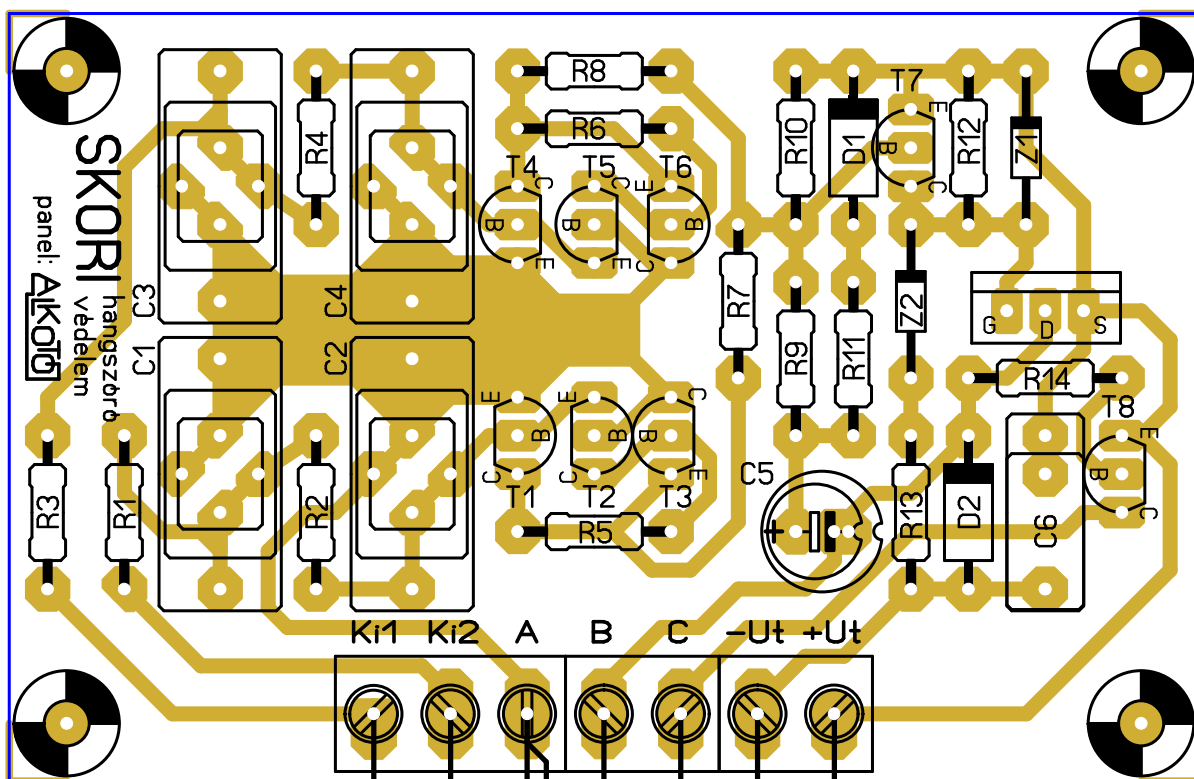 SKORI
hangszóró
védelem
panel: AiKoTo
C3
C4
C1
C2
R4
R8
R6
T4
T5
T6
C
B
E
C
B
E
E
B
C
R7
R10
D1
T7
E
B
C
R12
Z1
Z2
R9
R11
G
D
S
R14
T8
E
B
C
R3
R1
R2
E
B
C
E
B
C
C
B
E
T1
T2
T3
R5
C5
+
R13
D2
C6
Ki1
Ki2
A
B
C
-Ut
+Ut